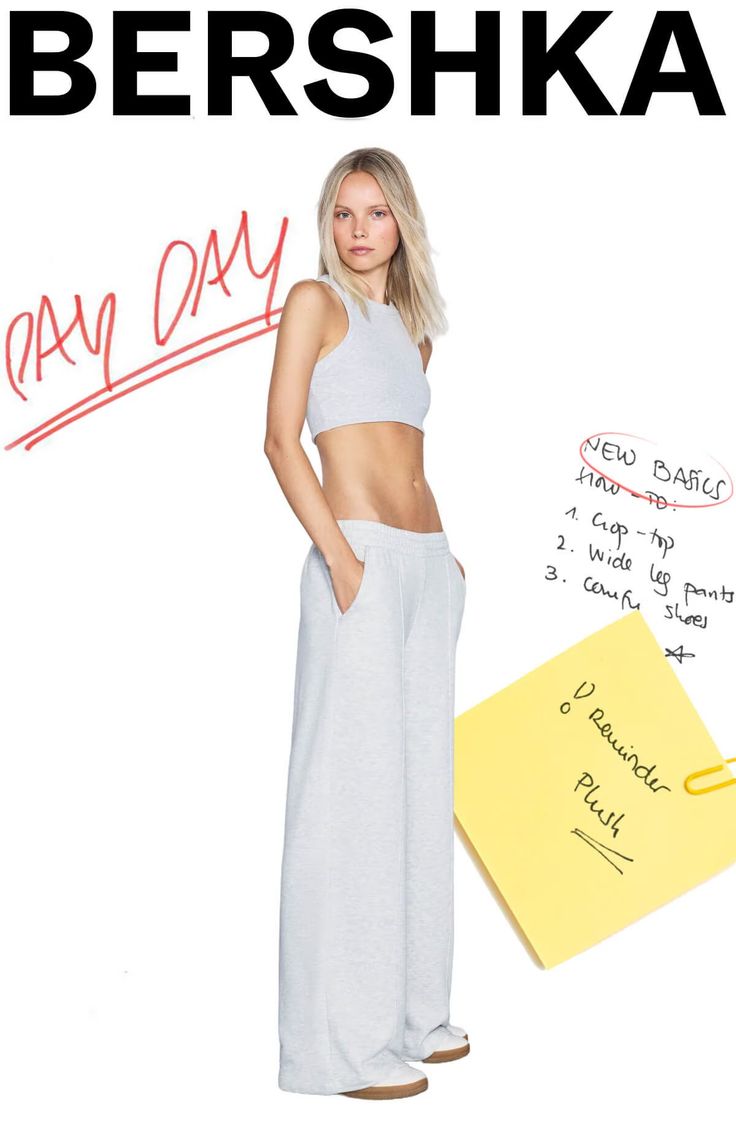 BERSHKA
PAY DAY
NEW BASICS
HOW-TO:
1. Crop-top
2. Wide leg pants
3. Comfy shoes
! Reminder
Plush